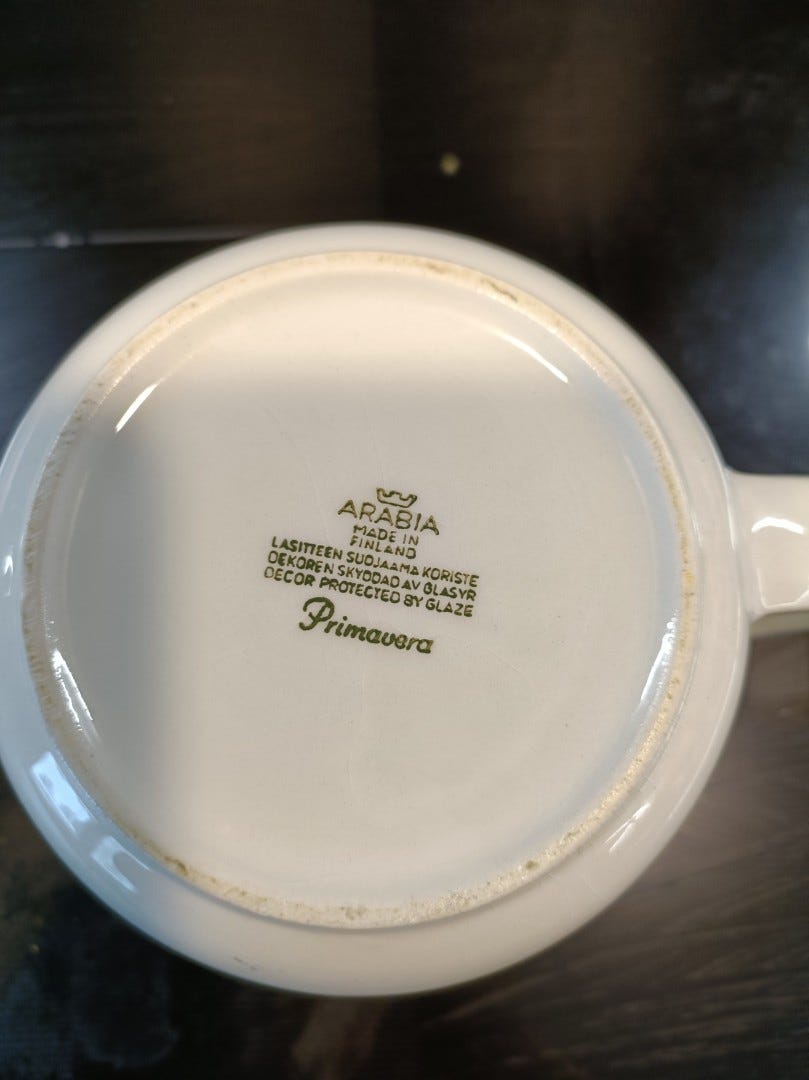 ARABIA
MADE IN
FINLAND
LASITTEEN SUOJAAMA KORISTE
DEKOREN SKYDDAD AV GLASYR
DECOR PROTECTED BY GLAZE
Primavera